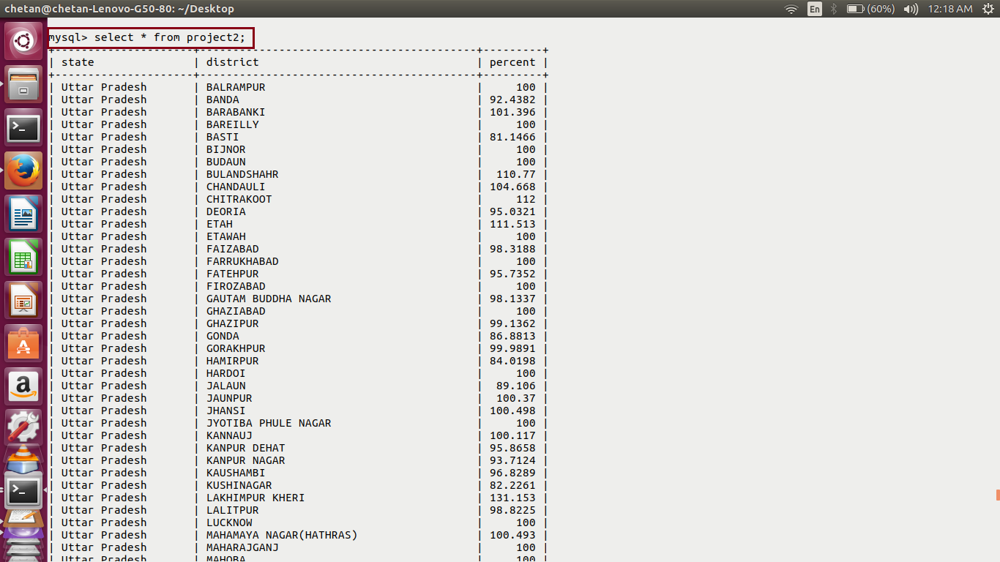 chetan@chetan-Lenovo-G50-80: ~/Desktop En (60%) 12:18 AM
mysql> select * from project2;
+---------------------+------------------------------------------+---------+
| state | district | percent |
+---------------------+------------------------------------------+---------+
| Uttar Pradesh | BALRAMPUR | 100 |
| Uttar Pradesh | BANDA | 92.4382 |
| Uttar Pradesh | BARABANKI | 101.396 |
| Uttar Pradesh | BAREILLY | 100 |
| Uttar Pradesh | BASTI | 81.1466 |
| Uttar Pradesh | BIJNOR | 100 |
| Uttar Pradesh | BUDAUN | 100 |
| Uttar Pradesh | BULANDSHAHR | 110.77 |
| Uttar Pradesh | CHANDAULI | 104.668 |
| Uttar Pradesh | CHITRAKOOT | 112 |
| Uttar Pradesh | DEORIA | 95.0321 |
| Uttar Pradesh | ETAH | 111.513 |
| Uttar Pradesh | ETAWAH | 100 |
| Uttar Pradesh | FAIZABAD | 98.3188 |
| Uttar Pradesh | FARRUKHABAD | 100 |
| Uttar Pradesh | FATEHPUR | 95.7352 |
| Uttar Pradesh | FIROZABAD | 100 |
| Uttar Pradesh | GAUTAM BUDDHA NAGAR | 98.1337 |
| Uttar Pradesh | GHAZIABAD | 100 |
| Uttar Pradesh | GHAZIPUR | 99.1362 |
| Uttar Pradesh | GONDA | 86.8813 |
| Uttar Pradesh | GORAKHPUR | 99.9891 |
| Uttar Pradesh | HAMIRPUR | 84.0198 |
| Uttar Pradesh | HARDOI | 100 |
| Uttar Pradesh | JALAUN | 89.106 |
| Uttar Pradesh | JAUNPUR | 100.37 |
| Uttar Pradesh | JHANSI | 100.498 |
| Uttar Pradesh | JYOTIBA PHULE NAGAR | 100 |
| Uttar Pradesh | KANNAUJ | 100.117 |
| Uttar Pradesh | KANPUR DEHAT | 95.8658 |
| Uttar Pradesh | KANPUR NAGAR | 93.7124 |
| Uttar Pradesh | KAUSHAMBI | 96.8289 |
| Uttar Pradesh | KUSHINAGAR | 82.2261 |
| Uttar Pradesh | LAKHIMPUR KHERI | 131.153 |
| Uttar Pradesh | LALITPUR | 98.8225 |
| Uttar Pradesh | LUCKNOW | 100 |
| Uttar Pradesh | MAHAMAYA NAGAR(HATHRAS) | 100.493 |
| Uttar Pradesh | MAHARAJGANJ | 100 |
| Uttar Pradesh | MAHOBA | 100 |